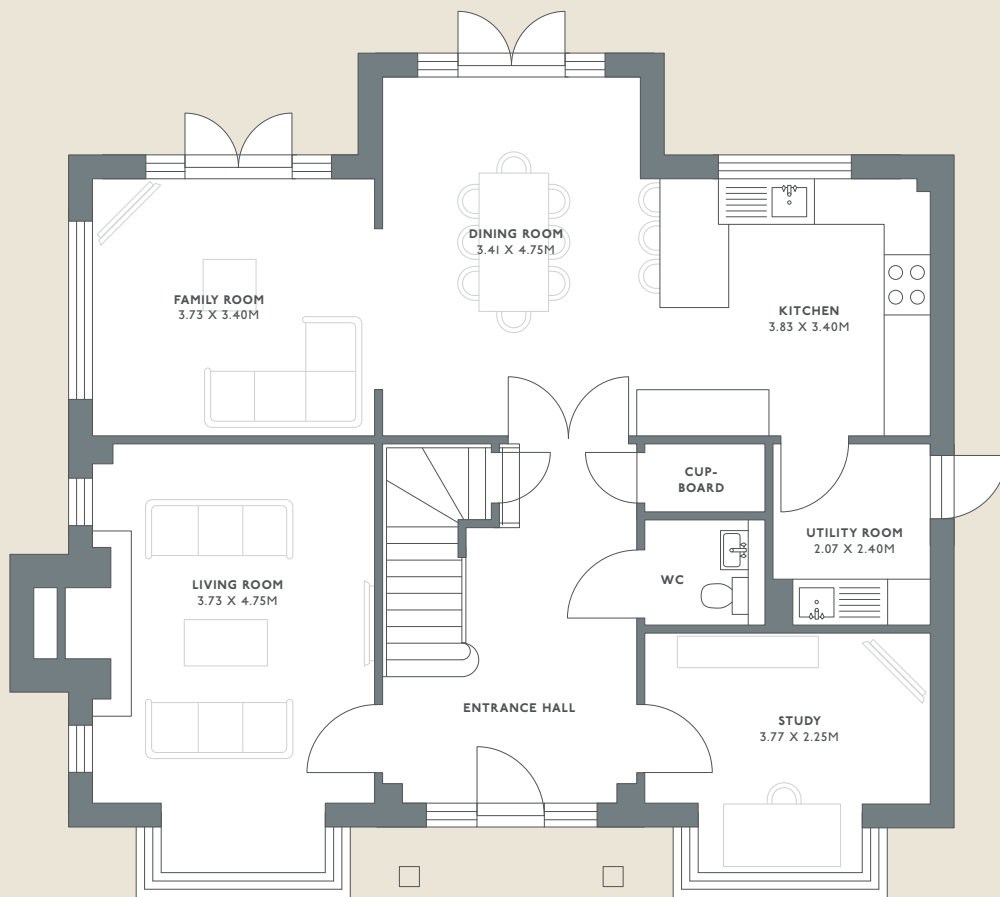 DINING ROOM
3.41 X 4.75M
FAMILY ROOM
3.73 X 3.40M
KITCHEN
3.83 X 3.40M
CUP-
BOARD
UTILITY ROOM
2.07 X 2.40M
WC
LIVING ROOM
3.73 X 4.75M
ENTRANCE HALL
STUDY
3.77 X 2.25M